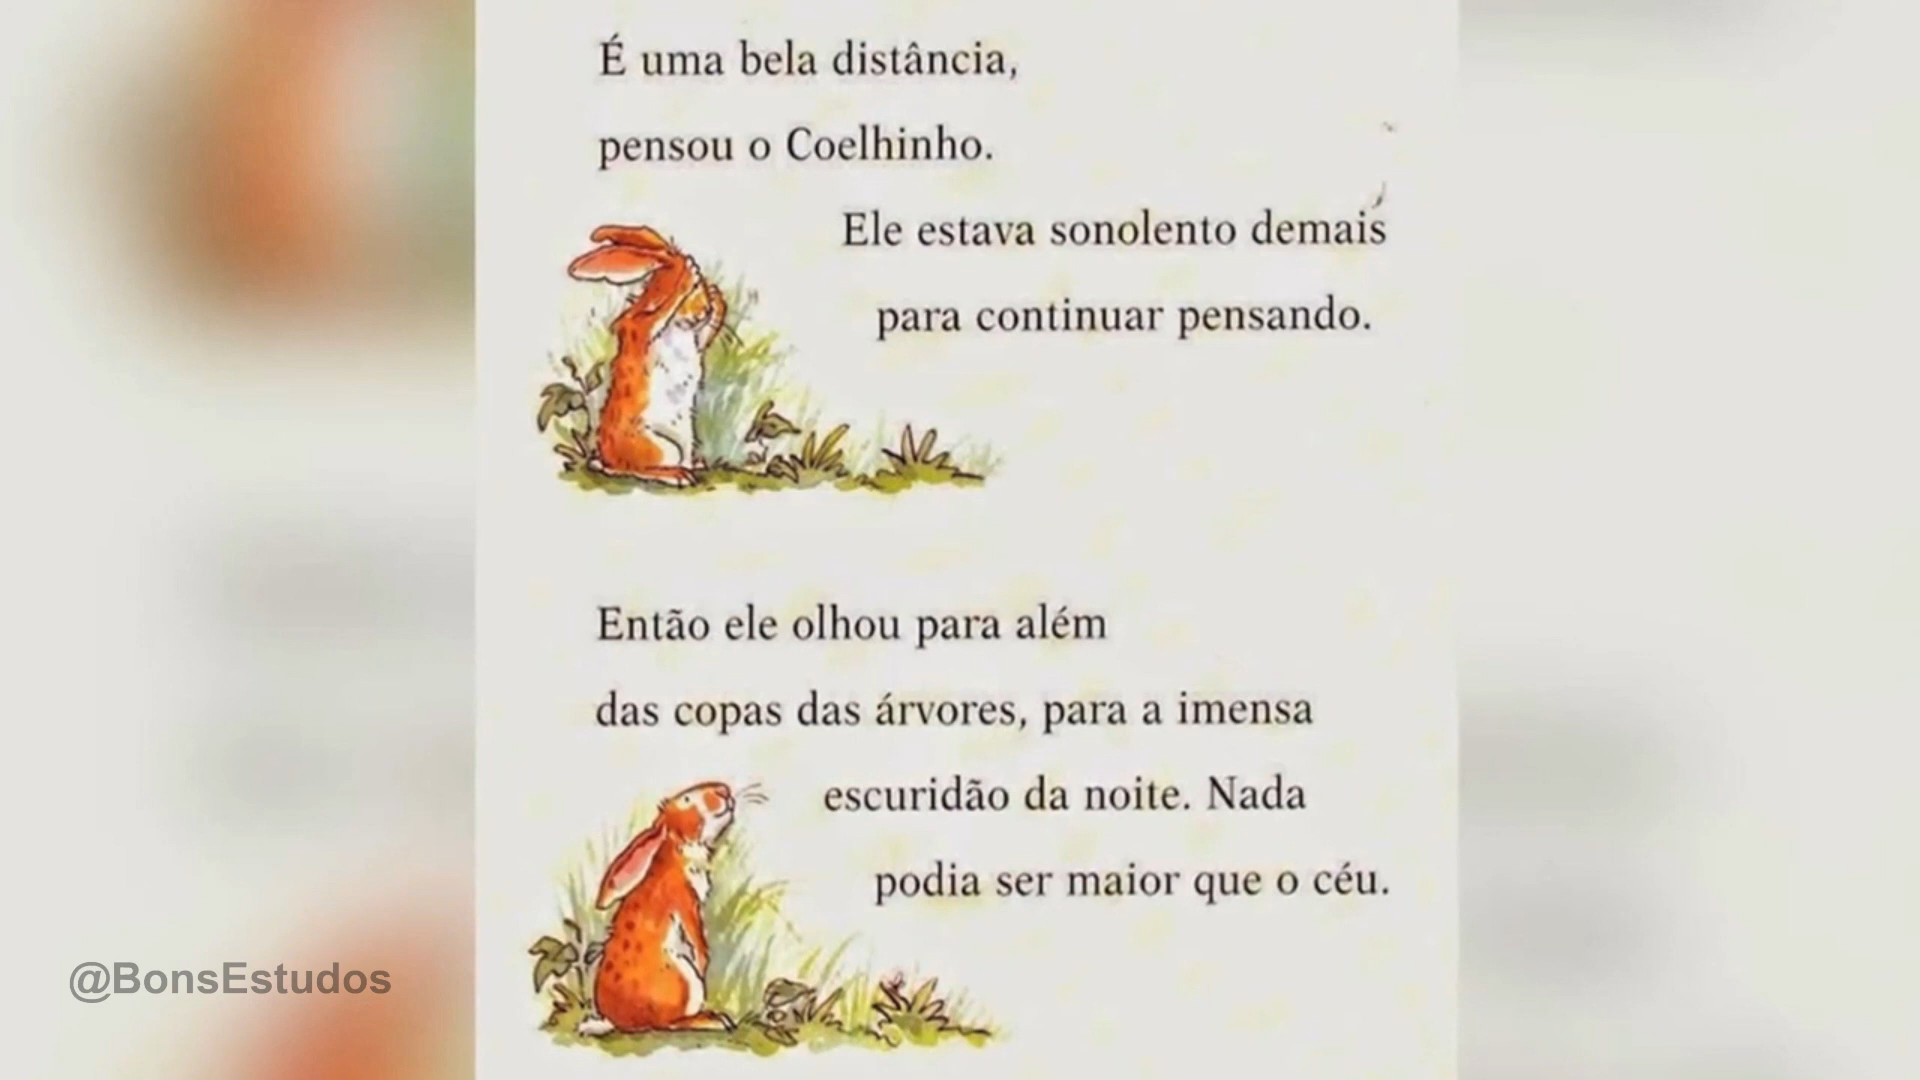 É uma bela distância,
pensou o Coelhinho.
Ele estava sonolento demais
para continuar pensando.
Então ele olhou para além
das copas das árvores, para a imensa
escuridão da noite. Nada
podia ser maior que o céu.
@BonsEstudos